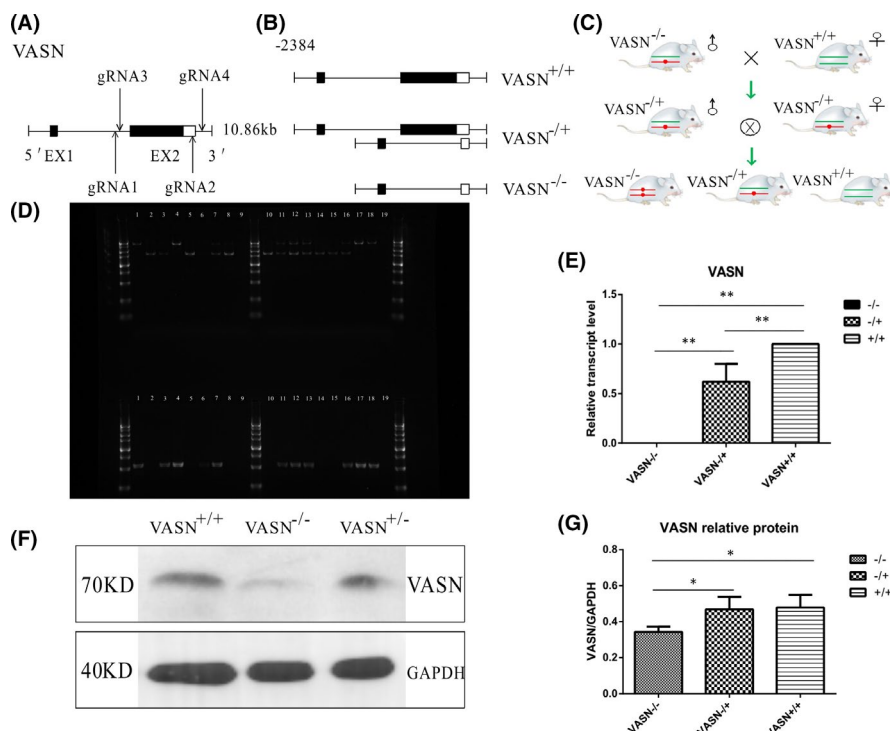 (A)
VASN
gRNA3 gRNA4
10.86kb
5 ' EX1 EX2 3 '
gRNA1 gRNA2
(B)
-2384
VASN+/+
VASN-/+
VASN-/-
(C)
VASN-/- ♂ × VASN+/+ ♀
VASN-/+ ♂ VASN-/+ ♀
VASN-/- VASN-/+ VASN+/+
(D)
1 2 3 4 5 6 7 8 9 10 11 12 13 14 15 16 17 18 19
1 2 3 4 5 6 7 8 9 10 11 12 13 14 15 16 17 18 19
(E)
VASN
Relative transcript level
1.5
1.0
0.5
0.0
**
** **
VASN-/- VASN-/+ VASN+/+
-/-
-/+
+/+
(F)
VASN+/+ VASN-/- VASN+/-
70KD VASN
40KD GAPDH
(G)
VASN relative protein
VASN/GAPDH
0.8
0.6
0.4
0.2
0.0
*
*
VASN-/- VASN-/+ VASN+/+
-/-
-/+
+/+